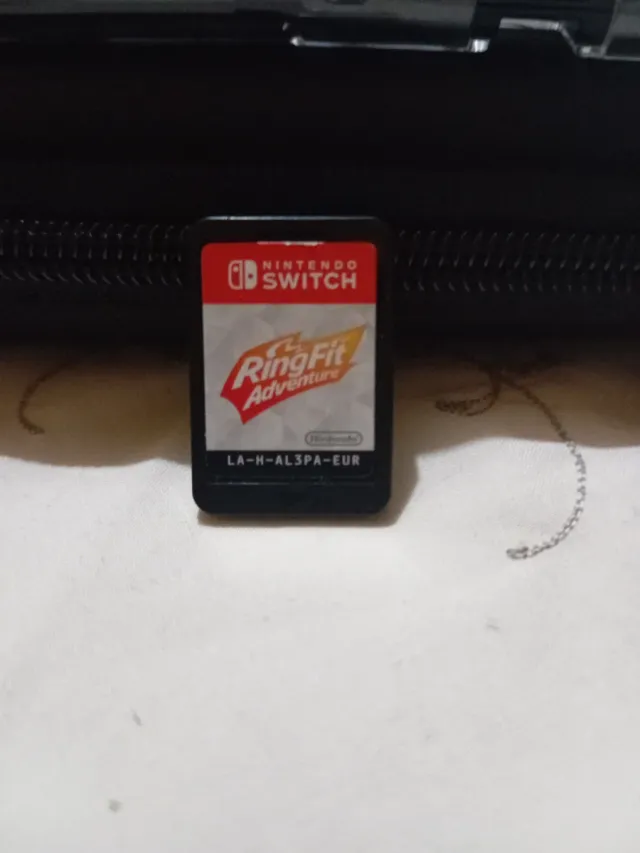 NINTENDO
SWITCH
RingFit
Adventure
Nintendo
LA-H-AL3PA-EUR